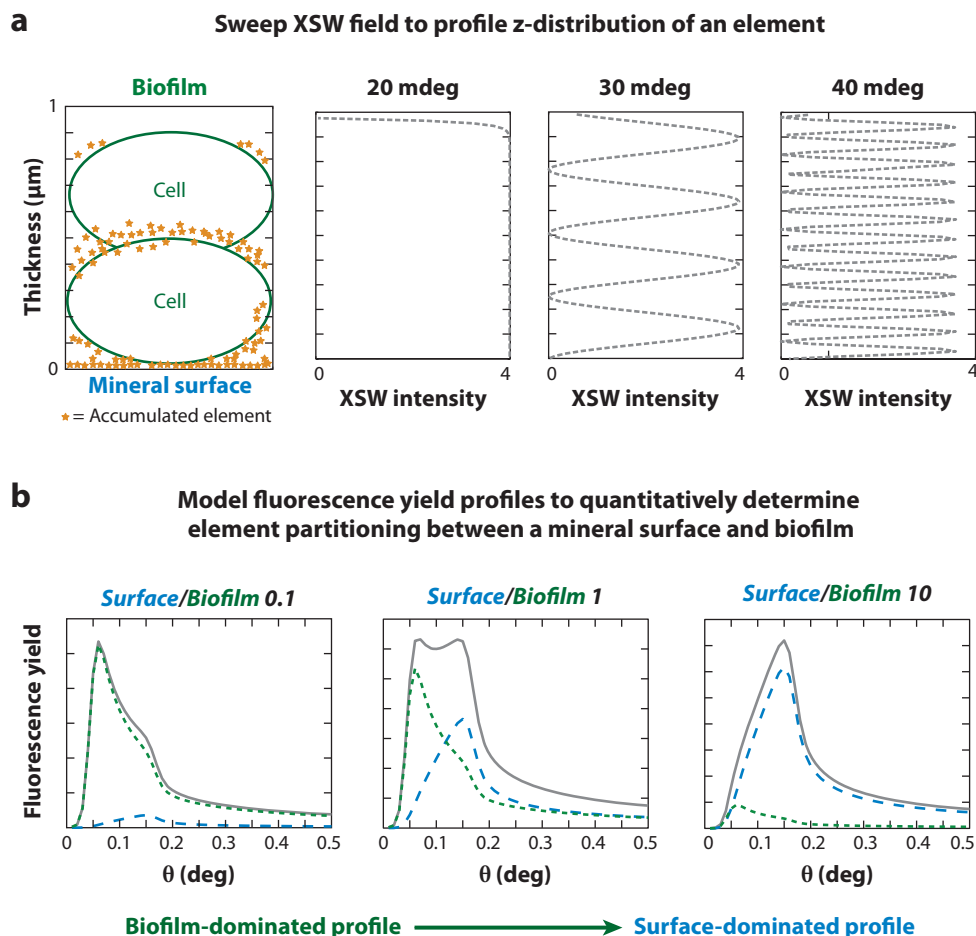 a
Sweep XSW field to profile z-distribution of an element
Biofilm
20 mdeg
30 mdeg
40 mdeg
1
Thickness (μm)
Cell
Cell
0
Mineral surface
★ = Accumulated element
0
4
XSW intensity
0
4
XSW intensity
0
4
XSW intensity
b
Model fluorescence yield profiles to quantitatively determine
element partitioning between a mineral surface and biofilm
Surface/Biofilm 0.1
Surface/Biofilm 1
Surface/Biofilm 10
Fluorescence yield
0 0.1 0.2 0.3 0.4 0.5
θ (deg)
0 0.1 0.2 0.3 0.4 0.5
θ (deg)
0 0.1 0.2 0.3 0.4 0.5
θ (deg)
Biofilm-dominated profile
Surface-dominated profile